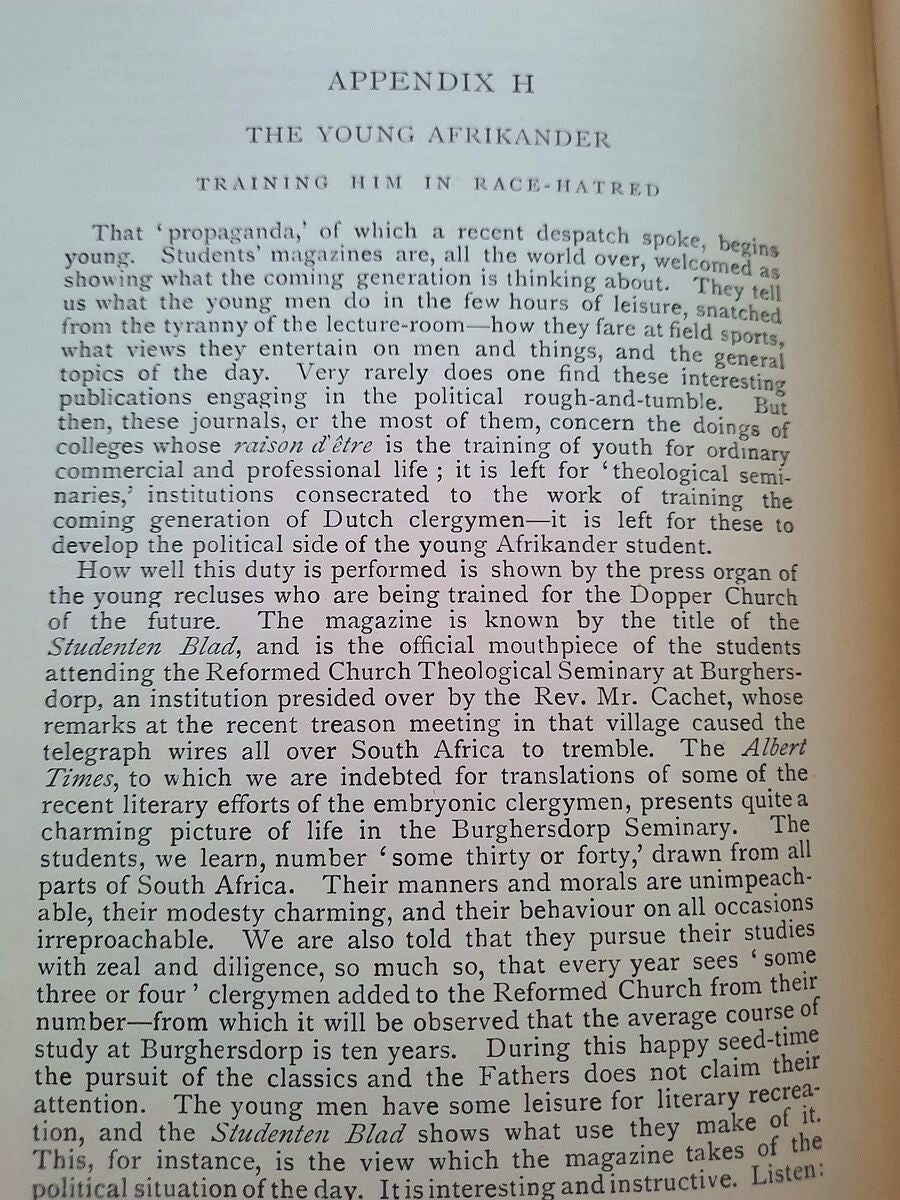 APPENDIX H
THE YOUNG AFRIKANDER
TRAINING HIM IN RACE-HATRED
That ‘propaganda,’ of which a recent despatch spoke, begins
young. Students’ magazines are, all the world over, welcomed as
showing what the coming generation is thinking about. They tell
us what the young men do in the few hours of leisure, snatched
from the tyranny of the lecture-room—how they fare at field sports,
what views they entertain on men and things, and the general
topics of the day. Very rarely does one find these interesting
publications engaging in the political rough-and-tumble. But
then, these journals, or the most of them, concern the doings of
colleges whose raison d’être is the training of youth for ordinary
commercial and professional life; it is left for ‘theological semi-
naries,’ institutions consecrated to the work of training the
coming generation of Dutch clergymen—it is left for these to
develop the political side of the young Afrikander student.
How well this duty is performed is shown by the press organ of
the young recluses who are being trained for the Dopper Church
of the future. The magazine is known by the title of the
Studenten Blad, and is the official mouthpiece of the students
attending the Reformed Church Theological Seminary at Burghers-
dorp, an institution presided over by the Rev. Mr. Cachet, whose
remarks at the recent treason meeting in that village caused the
telegraph wires all over South Africa to tremble. The Albert
Times, to which we are indebted for translations of some of the
recent literary efforts of the embryonic clergymen, presents quite a
charming picture of life in the Burghersdorp Seminary. The
students, we learn, number ‘some thirty or forty,’ drawn from all
parts of South Africa. Their manners and morals are unimpeach-
able, their modesty charming, and their behaviour on all occasions
irreproachable. We are also told that they pursue their studies
with zeal and diligence, so much so, that every year sees ‘some
three or four’ clergymen added to the Reformed Church from their
number—from which it will be observed that the average course of
study at Burghersdorp is ten years. During this happy seed-time
the pursuit of the classics and the Fathers does not claim their
attention. The young men have some leisure for literary recrea-
tion, and the Studenten Blad shows what use they make of it.
This, for instance, is the view which the magazine takes of the
political situation of the day. It is interesting and instructive. Listen: